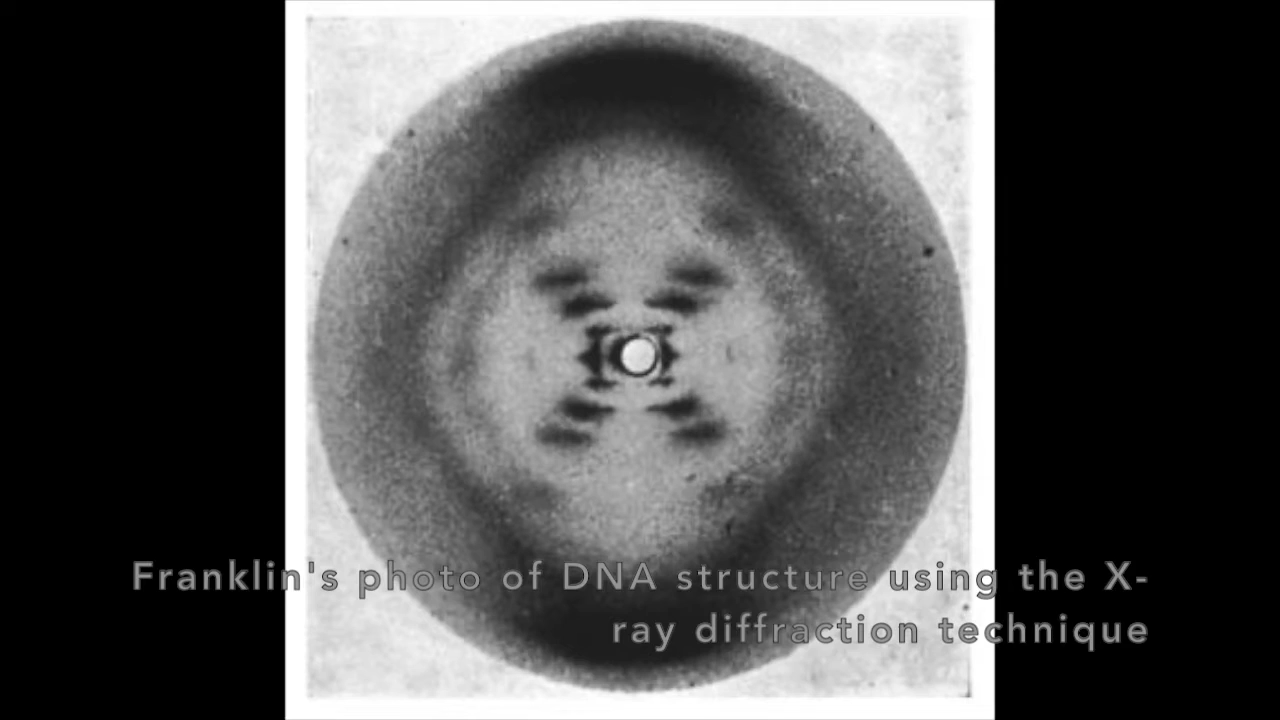 Franklin's photo of DNA structure using the X-
ray diffraction technique